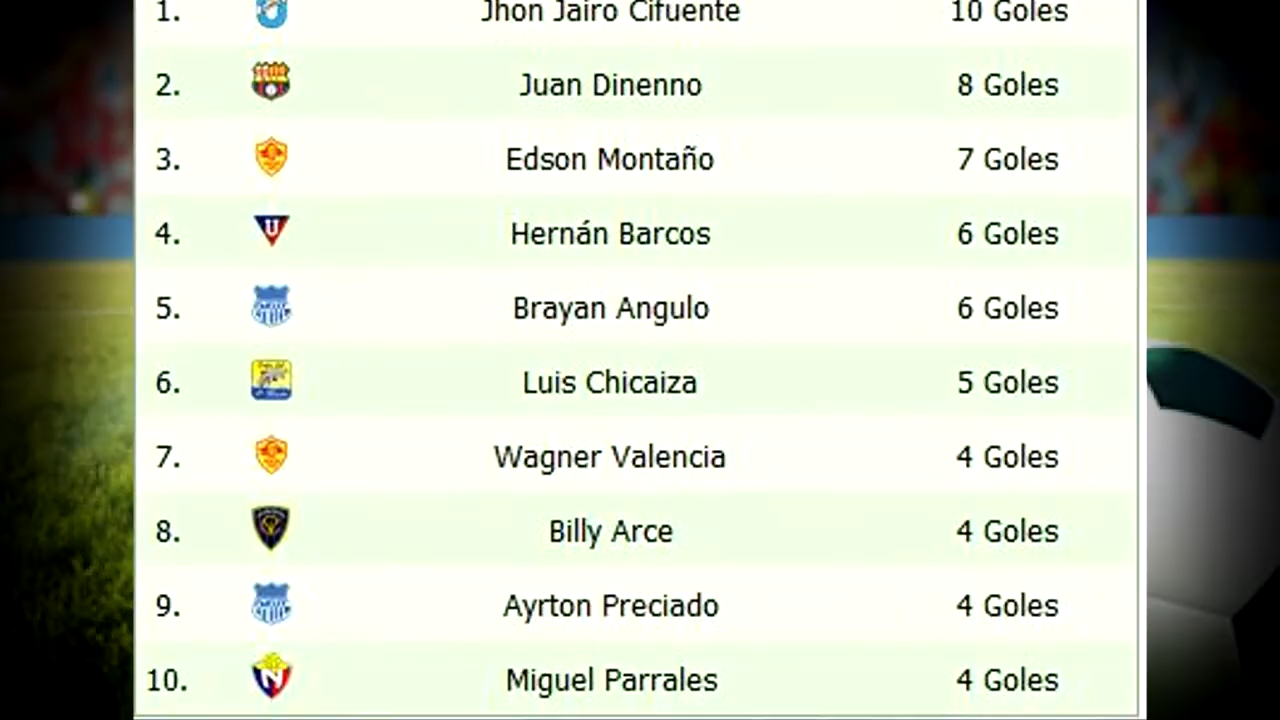 1. Jhon Jairo Cifuente 10 Goles
2. Juan Dinenno 8 Goles
3. Edson Montaño 7 Goles
4. U Hernán Barcos 6 Goles
5. Brayan Angulo 6 Goles
6. Luis Chicaiza 5 Goles
7. Wagner Valencia 4 Goles
8. Billy Arce 4 Goles
9. Ayrton Preciado 4 Goles
10. N Miguel Parrales 4 Goles